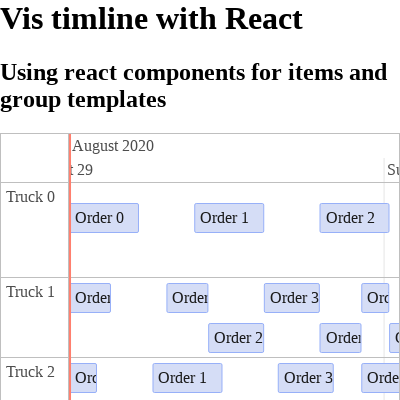 Vis timline with React
Using react components for items and
group templates
August 2020
t 29
Su
Truck 0
Order 0
Order 1
Order 2
Truck 1
Order
Order
Order 3
Ord
Order 2
Order
Truck 2
Ord
Order 1
Order 3
Orde